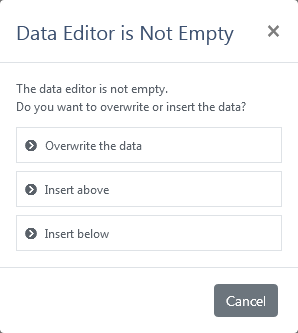 Data Editor is Not Empty
The data editor is not empty.
Do you want to overwrite or insert the data?
Overwrite the data
Insert above
Insert below
Cancel